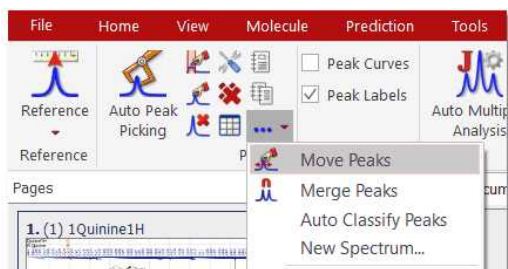 File Home View Molecule Prediction Tools
Peak Curves
Peak Labels
Reference Auto Peak Picking Auto Multip
Analysis
Reference P
Move Peaks
Pages
Merge Peaks cum
Auto Classify Peaks
1. (1) 1Quinine1H
New Spectrum...